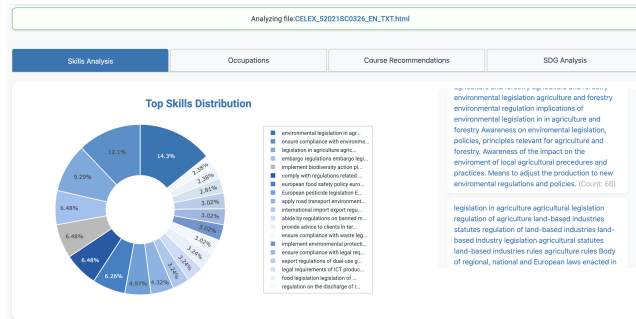 Analyzing file:CELEX_52021SC0326_EN_TXT.html
Skills Analysis
Occupations
Course Recommendations
SDG Analysis
Top Skills Distribution
14.3%
12.1%
9.29%
6.48%
6.48%
6.48%
6.26%
4.97%
4.32%
3.24%
3.24%
3.24%
3.02%
3.02%
3.02%
3.02%
2.81%
2.38%
2.38%
environmental legislation in agr...
ensure compliance with environme...
legislation in agriculture agric...
embargo regulations embargo legi...
implement biodiversity action pl...
comply with regulations related ...
european food safety policy euro...
European pesticide legislation E...
apply road transport environment...
international import export regu...
abide by regulations on banned m...
provide advice to clients in ter...
ensure compliance with waste leg...
implement environmental protecti...
ensure compliance with legal req...
export regulations of dual-use g...
legal requirements of ICT produc...
food legislation legislation of ...
regulation on the discharge of r...
agriculture and forestry agriculture and forestry
environmental legislation agriculture and forestry
environmental regulation implications of
environmental legislation in in agriculture and
forestry Awareness on enviromental legislation,
policies, principles relevant for agriculture and
forestry. Awareness of the impact on the
enviroment of local agricultural precedures and
practices. Means to adjust the production to new
enviromental regulations and policies. (Count: 66)
legislation in agriculture agricultural legislation
regulation of agriculture land-based industries
statutes regulation of land-based industries land-
based industry legislation agricultural statutes
land-based industries rules agriculture rules Body
of regional, national and European laws enacted in